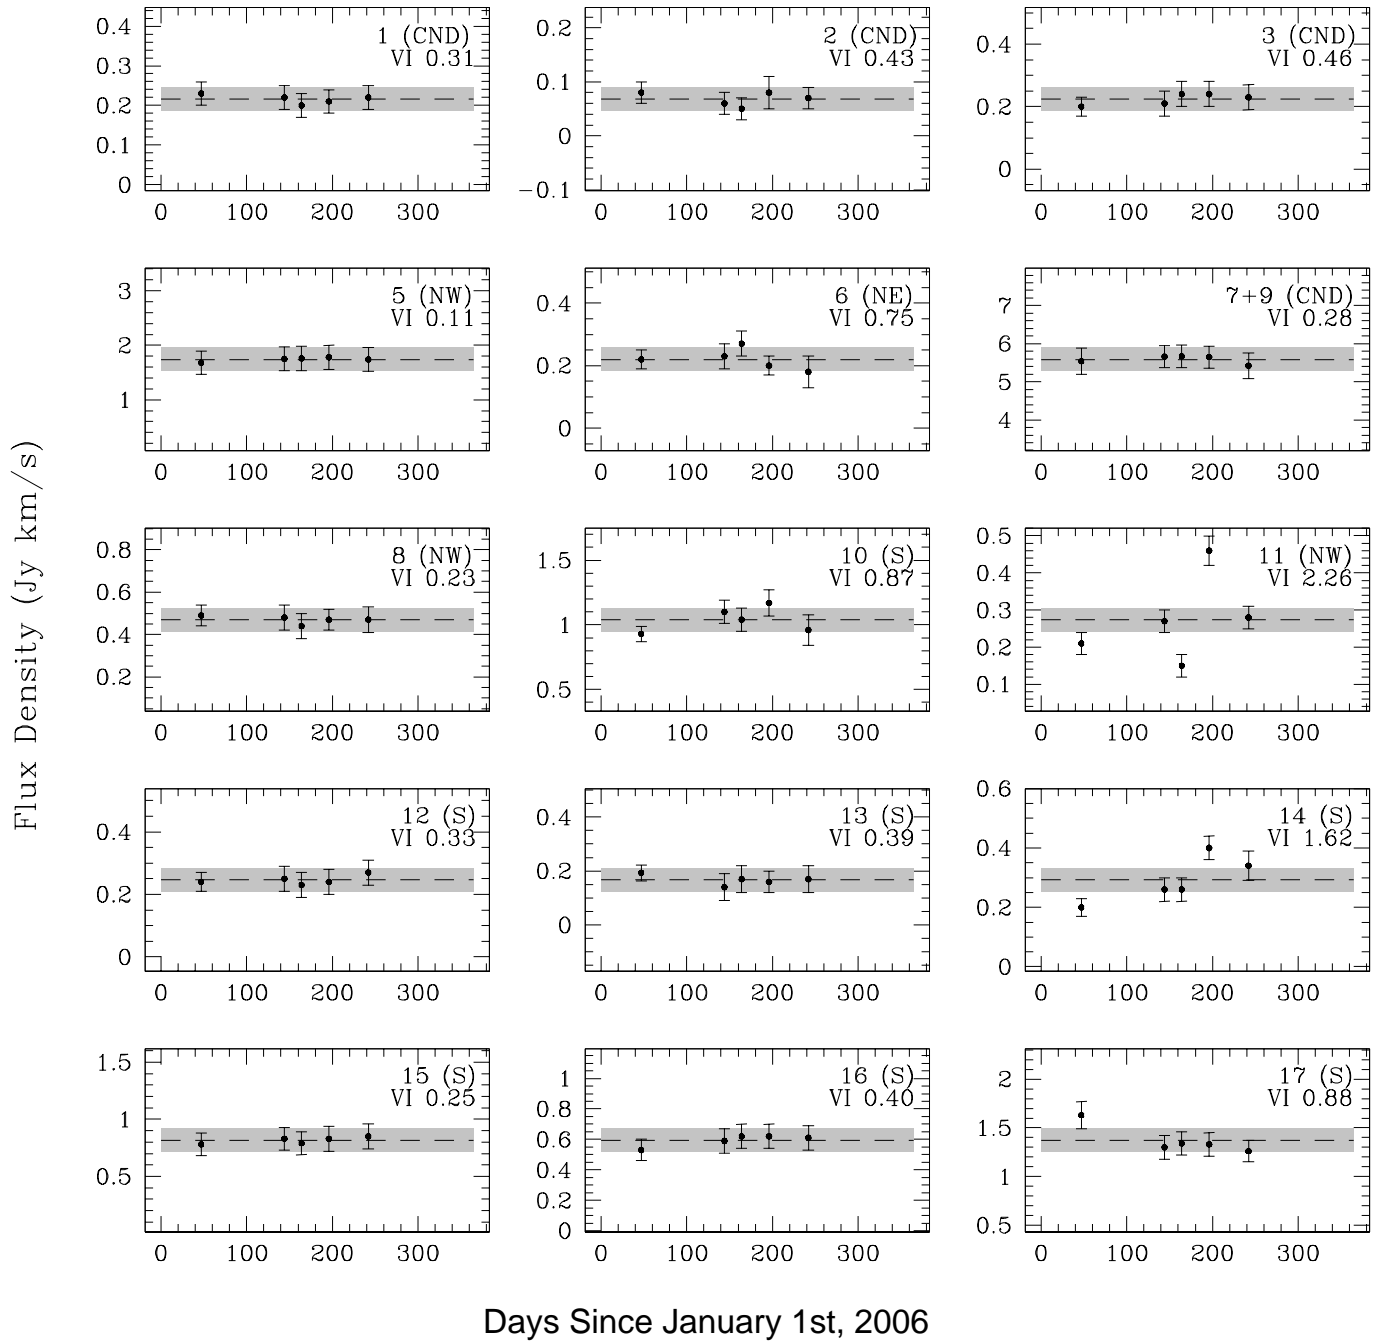 Flux Density (Jy km/s)
1 (CND)
VI 0.31
0.4
0.3
0.2
0.1
0
0 100 200 300
2 (CND)
VI 0.43
0.2
0.1
0
−0.1
0 100 200 300
3 (CND)
VI 0.46
0.4
0.2
0
0 100 200 300
5 (NW)
VI 0.11
3
2
1
0 100 200 300
6 (NE)
VI 0.75
0.4
0.2
0
0 100 200 300
7+9 (CND)
VI 0.28
7
6
5
4
0 100 200 300
8 (NW)
VI 0.23
0.8
0.6
0.4
0.2
0 100 200 300
10 (S)
VI 0.87
1.5
1
0.5
0 100 200 300
11 (NW)
VI 2.26
0.5
0.4
0.3
0.2
0.1
0 100 200 300
12 (S)
VI 0.33
0.4
0.2
0
0 100 200 300
13 (S)
VI 0.39
0.4
0.2
0
0 100 200 300
14 (S)
VI 1.62
0.6
0.4
0.2
0
0 100 200 300
15 (S)
VI 0.25
1.5
1
0.5
0 100 200 300
16 (S)
VI 0.40
1
0.8
0.6
0.4
0.2
0
0 100 200 300
17 (S)
VI 0.88
2
1.5
1
0.5
0 100 200 300
Days Since January 1st, 2006